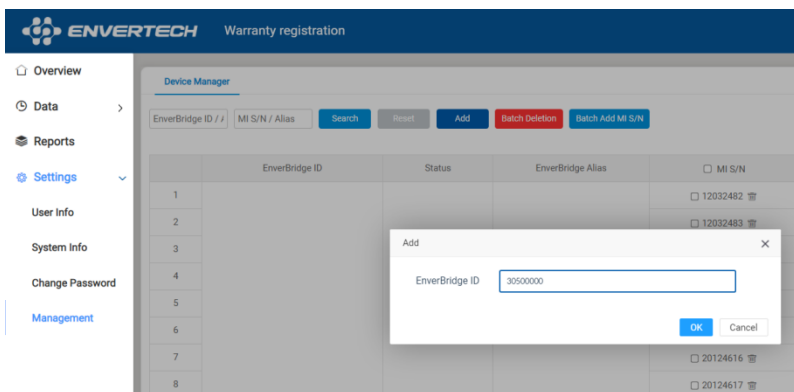 ENVERTECH Warranty registration
Overview
Data
Reports
Settings
User Info
System Info
Change Password
Management
Device Manager
EnverBridge ID / A MI S/N / Alias Search Reset Add Batch Deletion Batch Add MI S/N
EnverBridge ID Status EnverBridge Alias MI S/N
1 12032482
2 12032483
3
4
5
6
7 20124616
8 20124617
Add
EnverBridge ID 30500000
OK Cancel